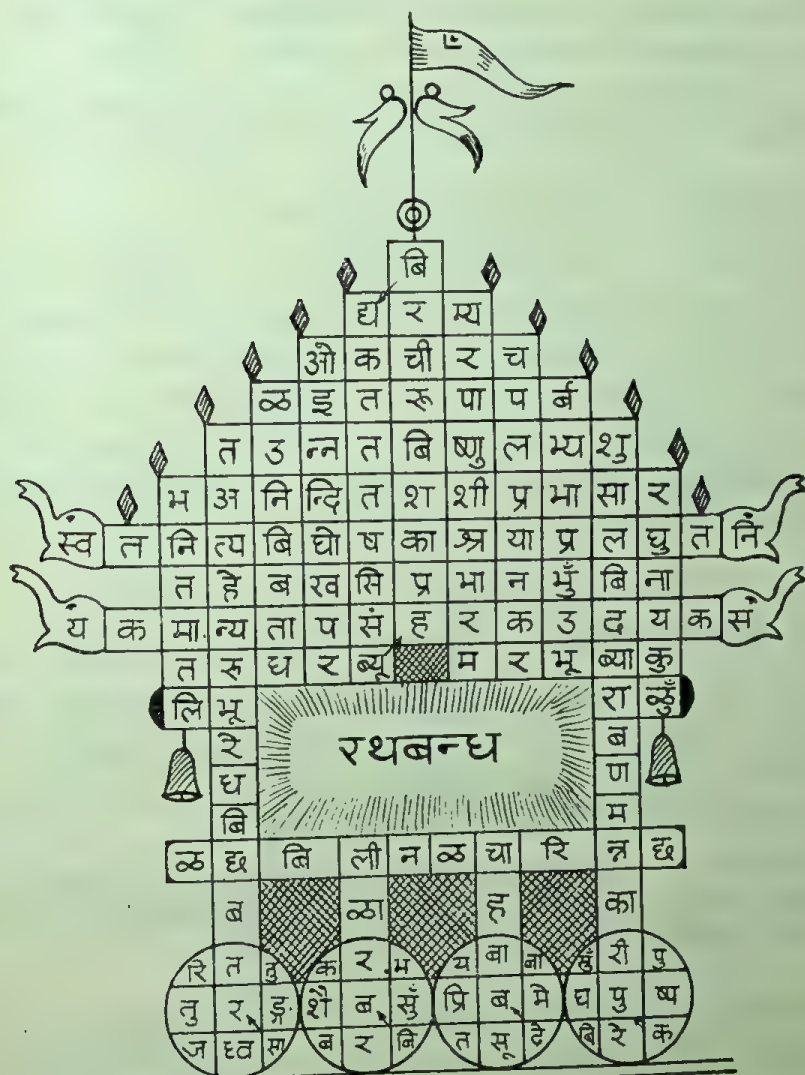 बि
द्य र म्य
ओ क ची र च
ळ इ त रू पा प र्ब
त उ न्न त बि ष्णु ल भ्य शु
भ अ नि न्दि त श शी प्र भा सा र
स्वं त नि त्य बि घो ष का श्र या प्र ल घु त निं
त हे ब ख सि प्र भा न भुँ बि ना
यं क मा न्य ता प सं ह र क उ द य क सं
त रु घ र ब्यू म र भू ब्या कु
लि भू सा
रथबन्ध
रे ब
ध ण
बि म
ळ छ बि ली न ळ चा रि न्न छ
ब ळा का
रि त तु क र म य बा री पु
तु र ङ्ग शै ब सुँ प्रि ब मै घ पु ष्य
ज ध्व सा ब र बि त सू दे बि रै क